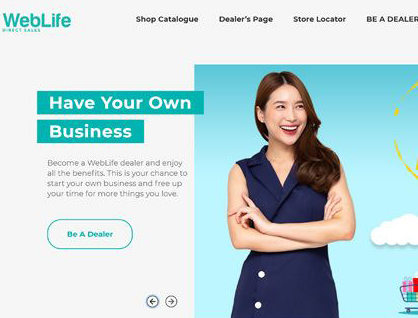 WebLife
DIRECT SALES
Shop Catalogue Dealer's Page Store Locator BE A DEALER
Have Your Own
Business
Become a WebLife dealer and enjoy
all the benefits. This is your chance to
start your own business and free up
your time for more things you love.
Be A Dealer